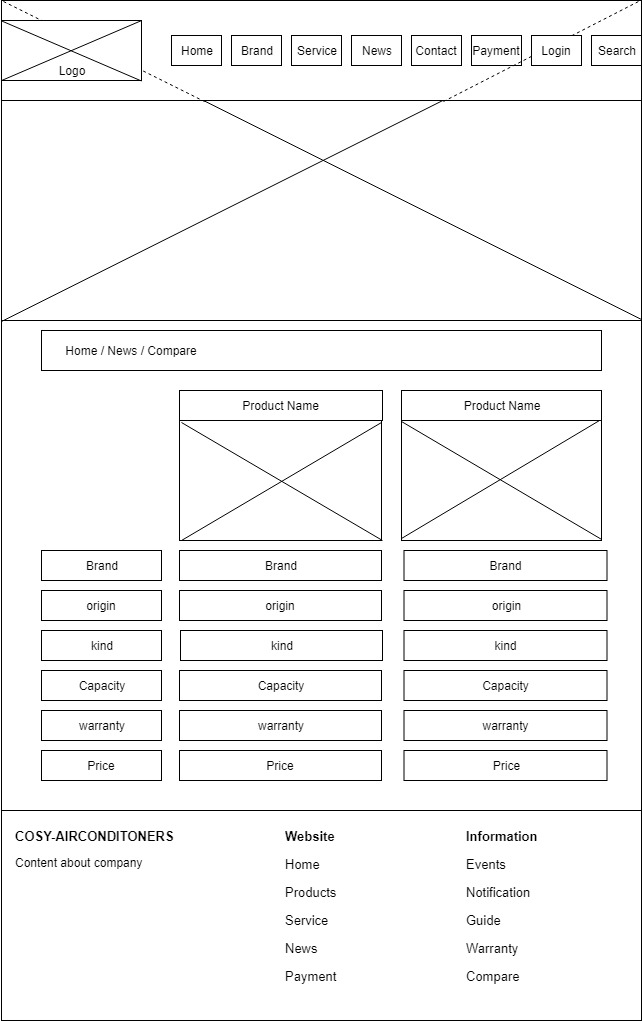 Logo
Home Brand Service News Contact Payment Login Search
Home / News / Compare
Product Name Product Name
Brand Brand Brand
origin origin origin
kind kind kind
Capacity Capacity Capacity
warranty warranty warranty
Price Price Price
COSY-AIRCONDITONERS
Content about company
Website
Home
Products
Service
News
Payment
Information
Events
Notification
Guide
Warranty
Compare